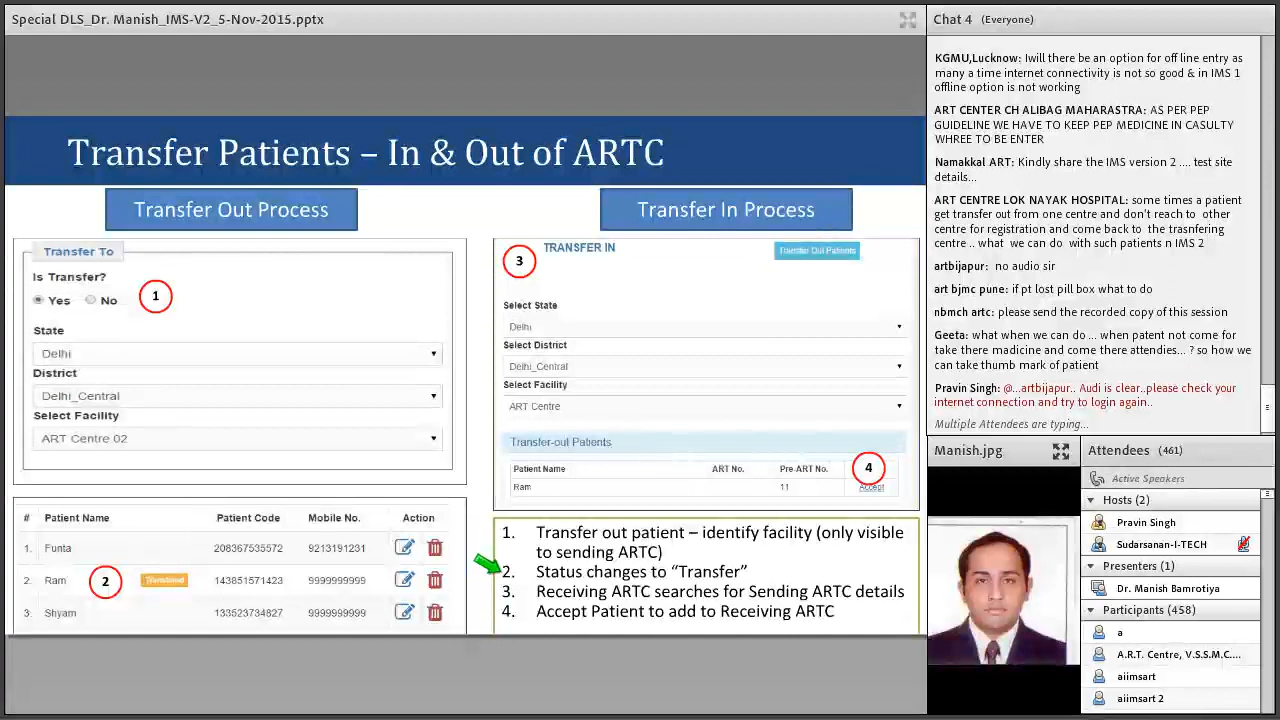 Special DLS_Dr. Manish_IMS-V2_5-Nov-2015.pptx
Transfer Patients – In & Out of ARTC
Transfer Out Process
Transfer To
Is Transfer?
Yes No
1
State
Delhi
District
Delhi_Central
Select Facility
ART Centre 02
# Patient Name Patient Code Mobile No. Action
1. Funta 208367535572 9213191231
2. Ram 2 Transfered 143851571423 9999999999
3. Shyam 133523734827 9999999999
Transfer In Process
3 TRANSFER IN Transfer Out Patients
Select State
Delhi
Select District
Delhi_Central
Select Facility
ART Centre
Transfer-out Patients
Patient Name ART No. Pre-ART No. 4
Ram 11 Accept
1. Transfer out patient – identify facility (only visible
to sending ARTC)
2. Status changes to “Transfer”
3. Receiving ARTC searches for Sending ARTC details
4. Accept Patient to add to Receiving ARTC
Chat 4 (Everyone)
KGMU,Lucknow: Iwill there be an option for off line entry as
many a time internet connectivity is not so good & in IMS 1
offline option is not working
ART CENTER CH ALIBAG MAHARASTRA: AS PER PEP
GUIDELINE WE HAVE TO KEEP PEP MEDICINE IN CASULTY
WHREE TO BE ENTER
Namakkal ART: Kindly share the IMS version 2 .... test site
details...
ART CENTRE LOK NAYAK HOSPITAL: some times a patient
get transfer out from one centre and don't reach to other
centre for registration and come back to the trasnfering
centre .. what we can do with such patients n IMS 2
artbijapur: no audio sir
art bjmc pune: if pt lost pill box what to do
nbmch artc: please send the recorded copy of this session
Geeta: what when we can do ... when patent not come for
take there madicine and come there attendies... ? so how we
can take thumb mark of patient
Pravin Singh: @...artbijapur.. Audi is clear..please check your
internet connection and try to login again..
Multiple Attendees are typing...
Manish.jpg
Attendees (461)
Active Speakers
Hosts (2)
Pravin Singh
Sudarsanan-I-TECH
Presenters (1)
Dr. Manish Bamrotiya
Participants (458)
a
A.R.T. Centre, V.S.S.M.C....
aiimsart
aiimsart 2